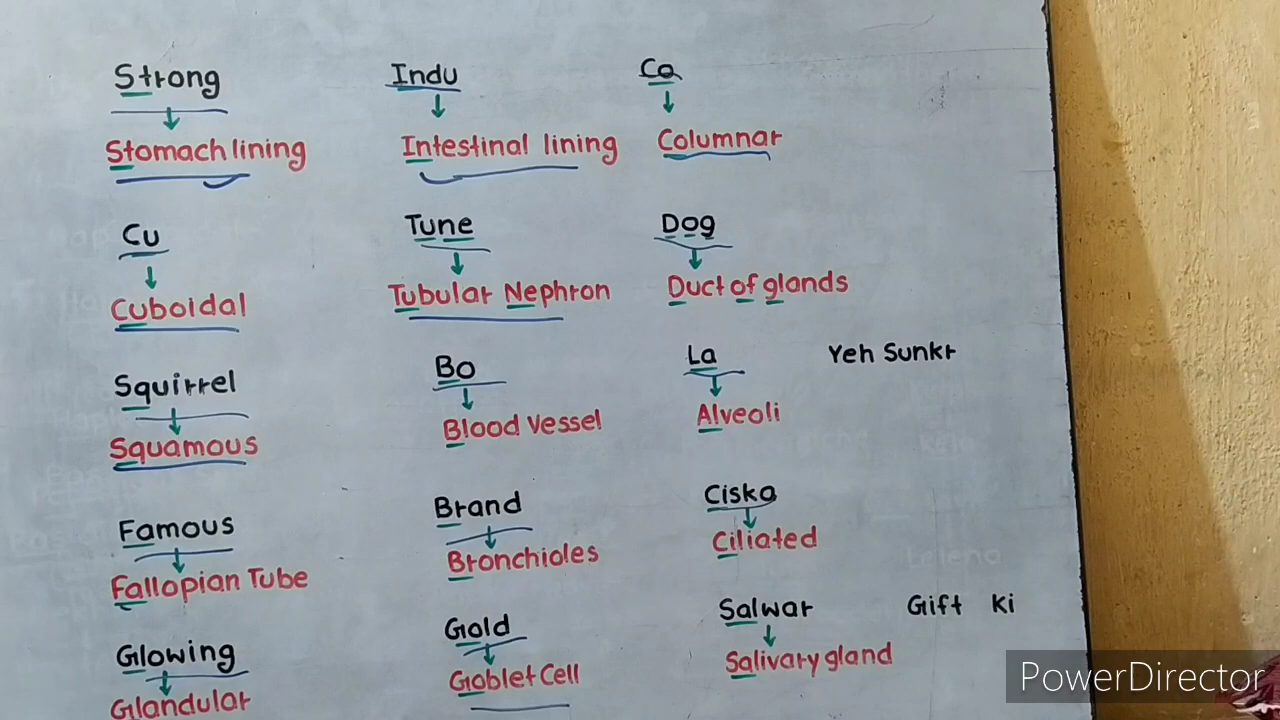 Strong Indu Co
Stomach lining Intestinal lining Columnar
Cu Tune Dog
Cuboidal Tubular Nephron Duct of glands
Squirrel Bo La Yeh Sunkr
Squamous Blood Vessel Alveoli
Famous Brand Ciska
Fallopian Tube Bronchioles Ciliated
Glowing Gold Salwar Gift Ki
Glandular Goblet Cell Salivary gland
PowerDirector